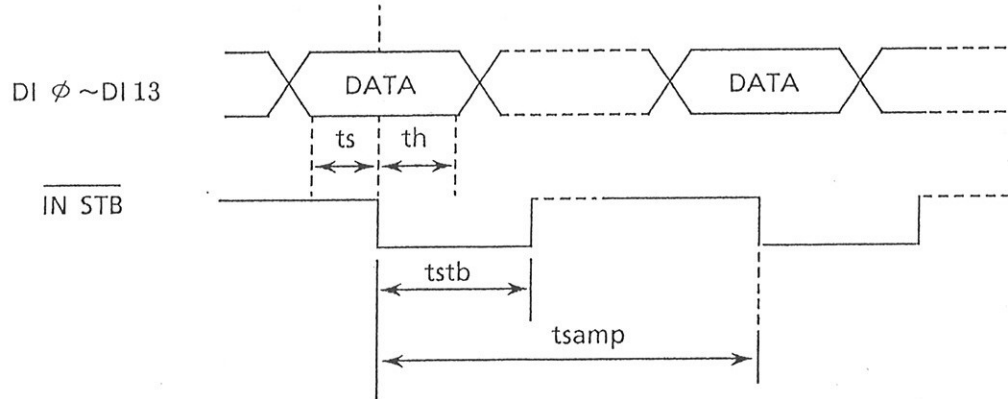 DI φ ~DI 13
DATA
DATA
ts
th
IN STB
tstb
tsamp